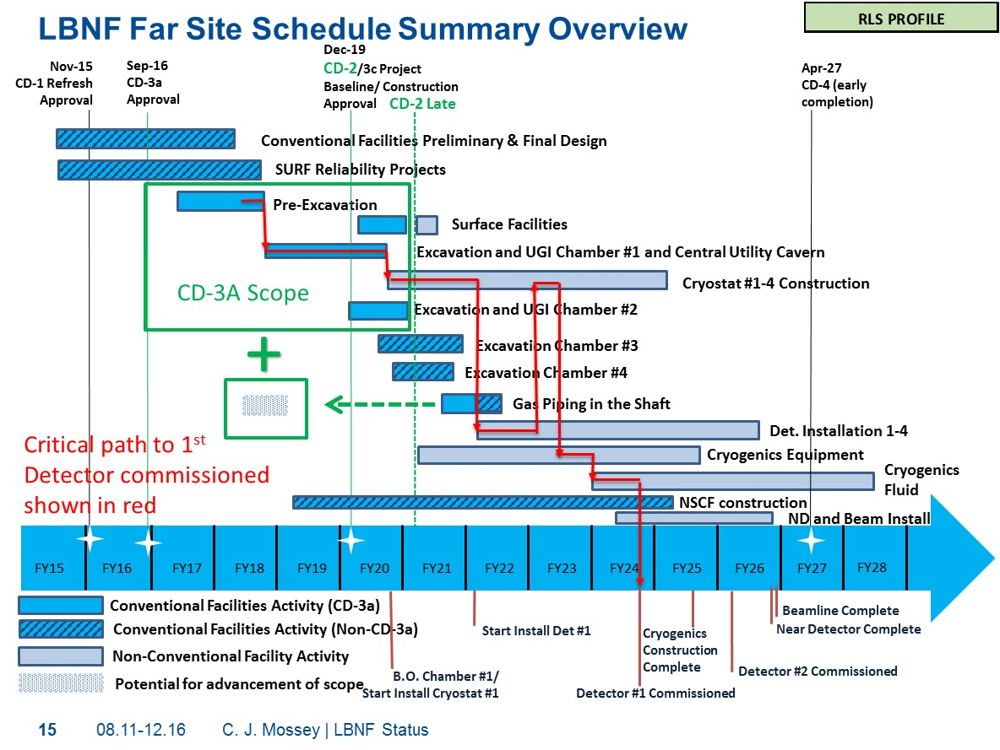 LBNF Far Site Schedule Summary Overview
RLS PROFILE
Nov-15
CD-1 Refresh
Approval
Sep-16
CD-3a
Approval
Dec-19
CD-2/3c Project
Baseline/ Construction
Approval
CD-2 Late
Apr-27
CD-4 (early
completion)
Conventional Facilities Preliminary & Final Design
SURF Reliability Projects
Pre-Excavation
Surface Facilities
Excavation and UGI Chamber #1 and Central Utility Cavern
Cryostat #1-4 Construction
CD-3A Scope
Excavation and UGI Chamber #2
Excavation Chamber #3
Excavation Chamber #4
+
Gas Piping in the Shaft
Det. Installation 1-4
Critical path to 1st
Detector commissioned
shown in red
Cryogenics Equipment
Cryogenics
Fluid
NSCF construction
ND and Beam Install
FY15 FY16 FY17 FY18 FY19 FY20 FY21 FY22 FY23 FY24 FY25 FY26 FY27 FY28
Conventional Facilities Activity (CD-3a)
Conventional Facilities Activity (Non-CD-3a)
Non-Conventional Facility Activity
Potential for advancement of scope
B.O. Chamber #1/
Start Install Cryostat #1
Start Install Det #1
Detector #1 Commissioned
Cryogenics
Construction
Complete
Detector #2 Commissioned
Beamline Complete
Near Detector Complete
15 08.11-12.16 C. J. Mossey | LBNF Status